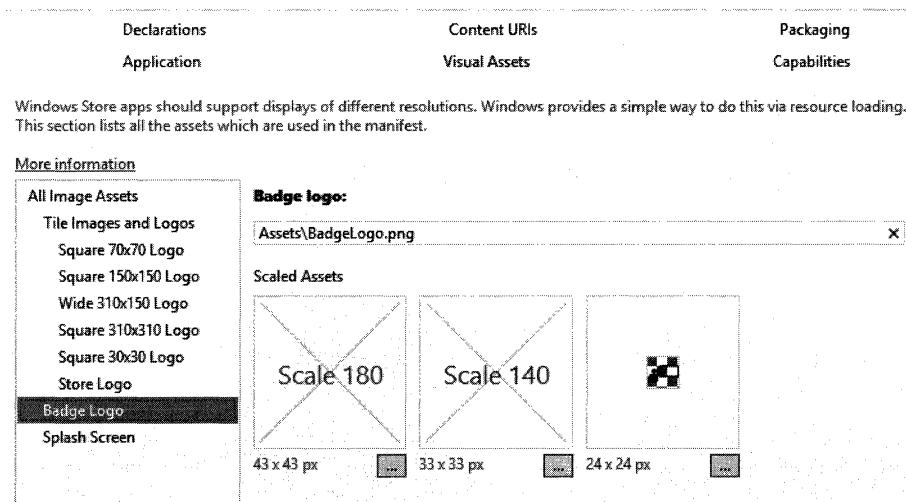 Declarations Content URIs Packaging
Application Visual Assets Capabilities
Windows Store apps should support displays of different resolutions. Windows provides a simple way to do this via resource loading.
This section lists all the assets which are used in the manifest.
More information
All Image Assets
Tile Images and Logos
Square 70x70 Logo
Square 150x150 Logo
Wide 310x150 Logo
Square 310x310 Logo
Square 30x30 Logo
Store Logo
Badge Logo
Splash Screen
Badge logo:
Assets\BadgeLogo.png ×
Scaled Assets
Scale 180 Scale 140
43 x 43 px ... 33 x 33 px ... 24 x 24 px ...